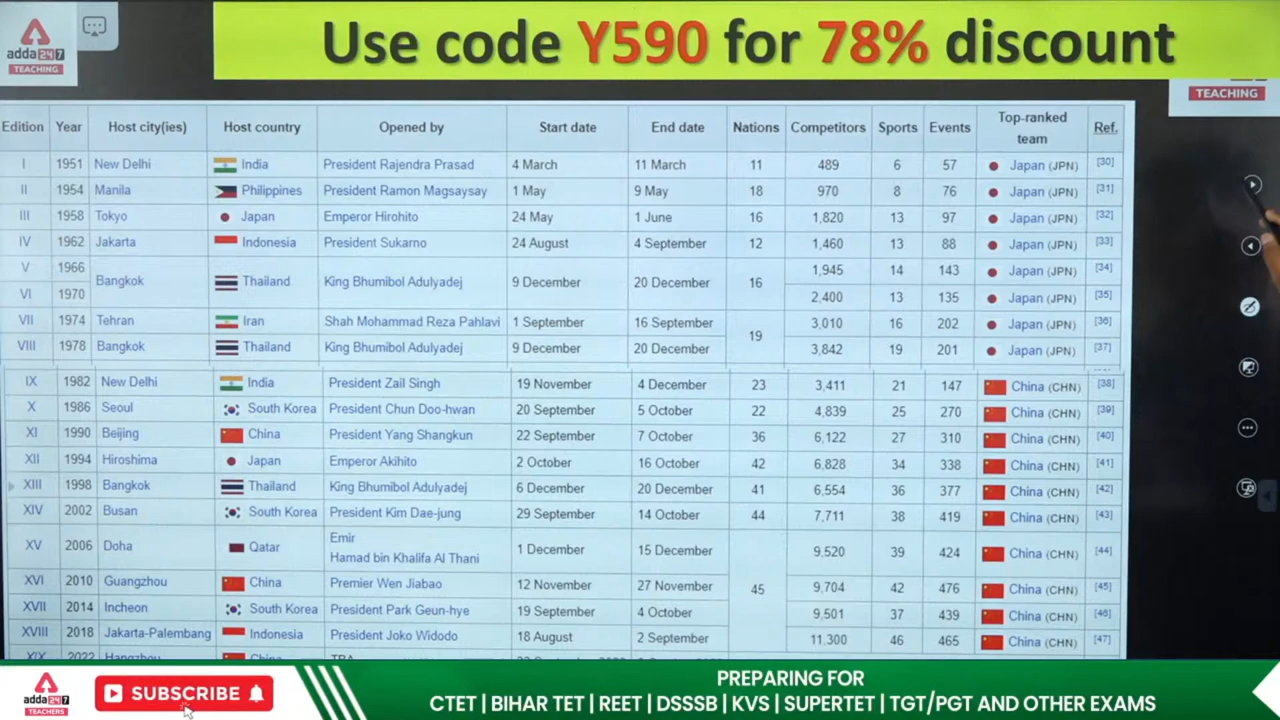 Use code Y590 for 78% discount
adda247
TEACHING
TEACHING
Edition Year Host city(ies) Host country Opened by Start date End date Nations Competitors Sports Events Top-ranked team Ref.
I 1951 New Delhi India President Rajendra Prasad 4 March 11 March 11 489 6 57 Japan (JPN) [30]
II 1954 Manila Philippines President Ramon Magsaysay 1 May 9 May 18 970 8 76 Japan (JPN) [31]
III 1958 Tokyo Japan Emperor Hirohito 24 May 1 June 16 1,820 13 97 Japan (JPN) [32]
IV 1962 Jakarta Indonesia President Sukarno 24 August 4 September 12 1,460 13 88 Japan (JPN) [33]
V 1966 Bangkok Thailand King Bhumibol Adulyadej 9 December 20 December 16 1,945 14 143 Japan (JPN) [34]
VI 1970 2,400 13 135 Japan (JPN) [35]
VII 1974 Tehran Iran Shah Mohammad Reza Pahlavi 1 September 16 September 19 3,010 16 202 Japan (JPN) [36]
VIII 1978 Bangkok Thailand King Bhumibol Adulyadej 9 December 20 December 3,842 19 201 Japan (JPN) [37]
IX 1982 New Delhi India President Zail Singh 19 November 4 December 23 3,411 21 147 China (CHN) [38]
X 1986 Seoul South Korea President Chun Doo-hwan 20 September 5 October 22 4,839 25 270 China (CHN) [39]
XI 1990 Beijing China President Yang Shangkun 22 September 7 October 36 6,122 27 310 China (CHN) [40]
XII 1994 Hiroshima Japan Emperor Akihito 2 October 16 October 42 6,828 34 338 China (CHN) [41]
XIII 1998 Bangkok Thailand King Bhumibol Adulyadej 6 December 20 December 41 6,554 36 377 China (CHN) [42]
XIV 2002 Busan South Korea President Kim Dae-jung 29 September 14 October 44 7,711 38 419 China (CHN) [43]
XV 2006 Doha Qatar Emir Hamad bin Khalifa Al Thani 1 December 15 December 45 9,520 39 424 China (CHN) [44]
XVI 2010 Guangzhou China Premier Wen Jiabao 12 November 27 November 9,704 42 476 China (CHN) [45]
XVII 2014 Incheon South Korea President Park Geun-hye 19 September 4 October 9,501 37 439 China (CHN) [46]
XVIII 2018 Jakarta-Palembang Indonesia President Joko Widodo 18 August 2 September 11,300 46 465 China (CHN) [47]
XIX 2022 Hangzhou China
adda247
TEACHERS
SUBSCRIBE
PREPARING FOR
CTET | BIHAR TET | REET | DSSSB | KVS | SUPERTET | TGT/PGT AND OTHER EXAMS